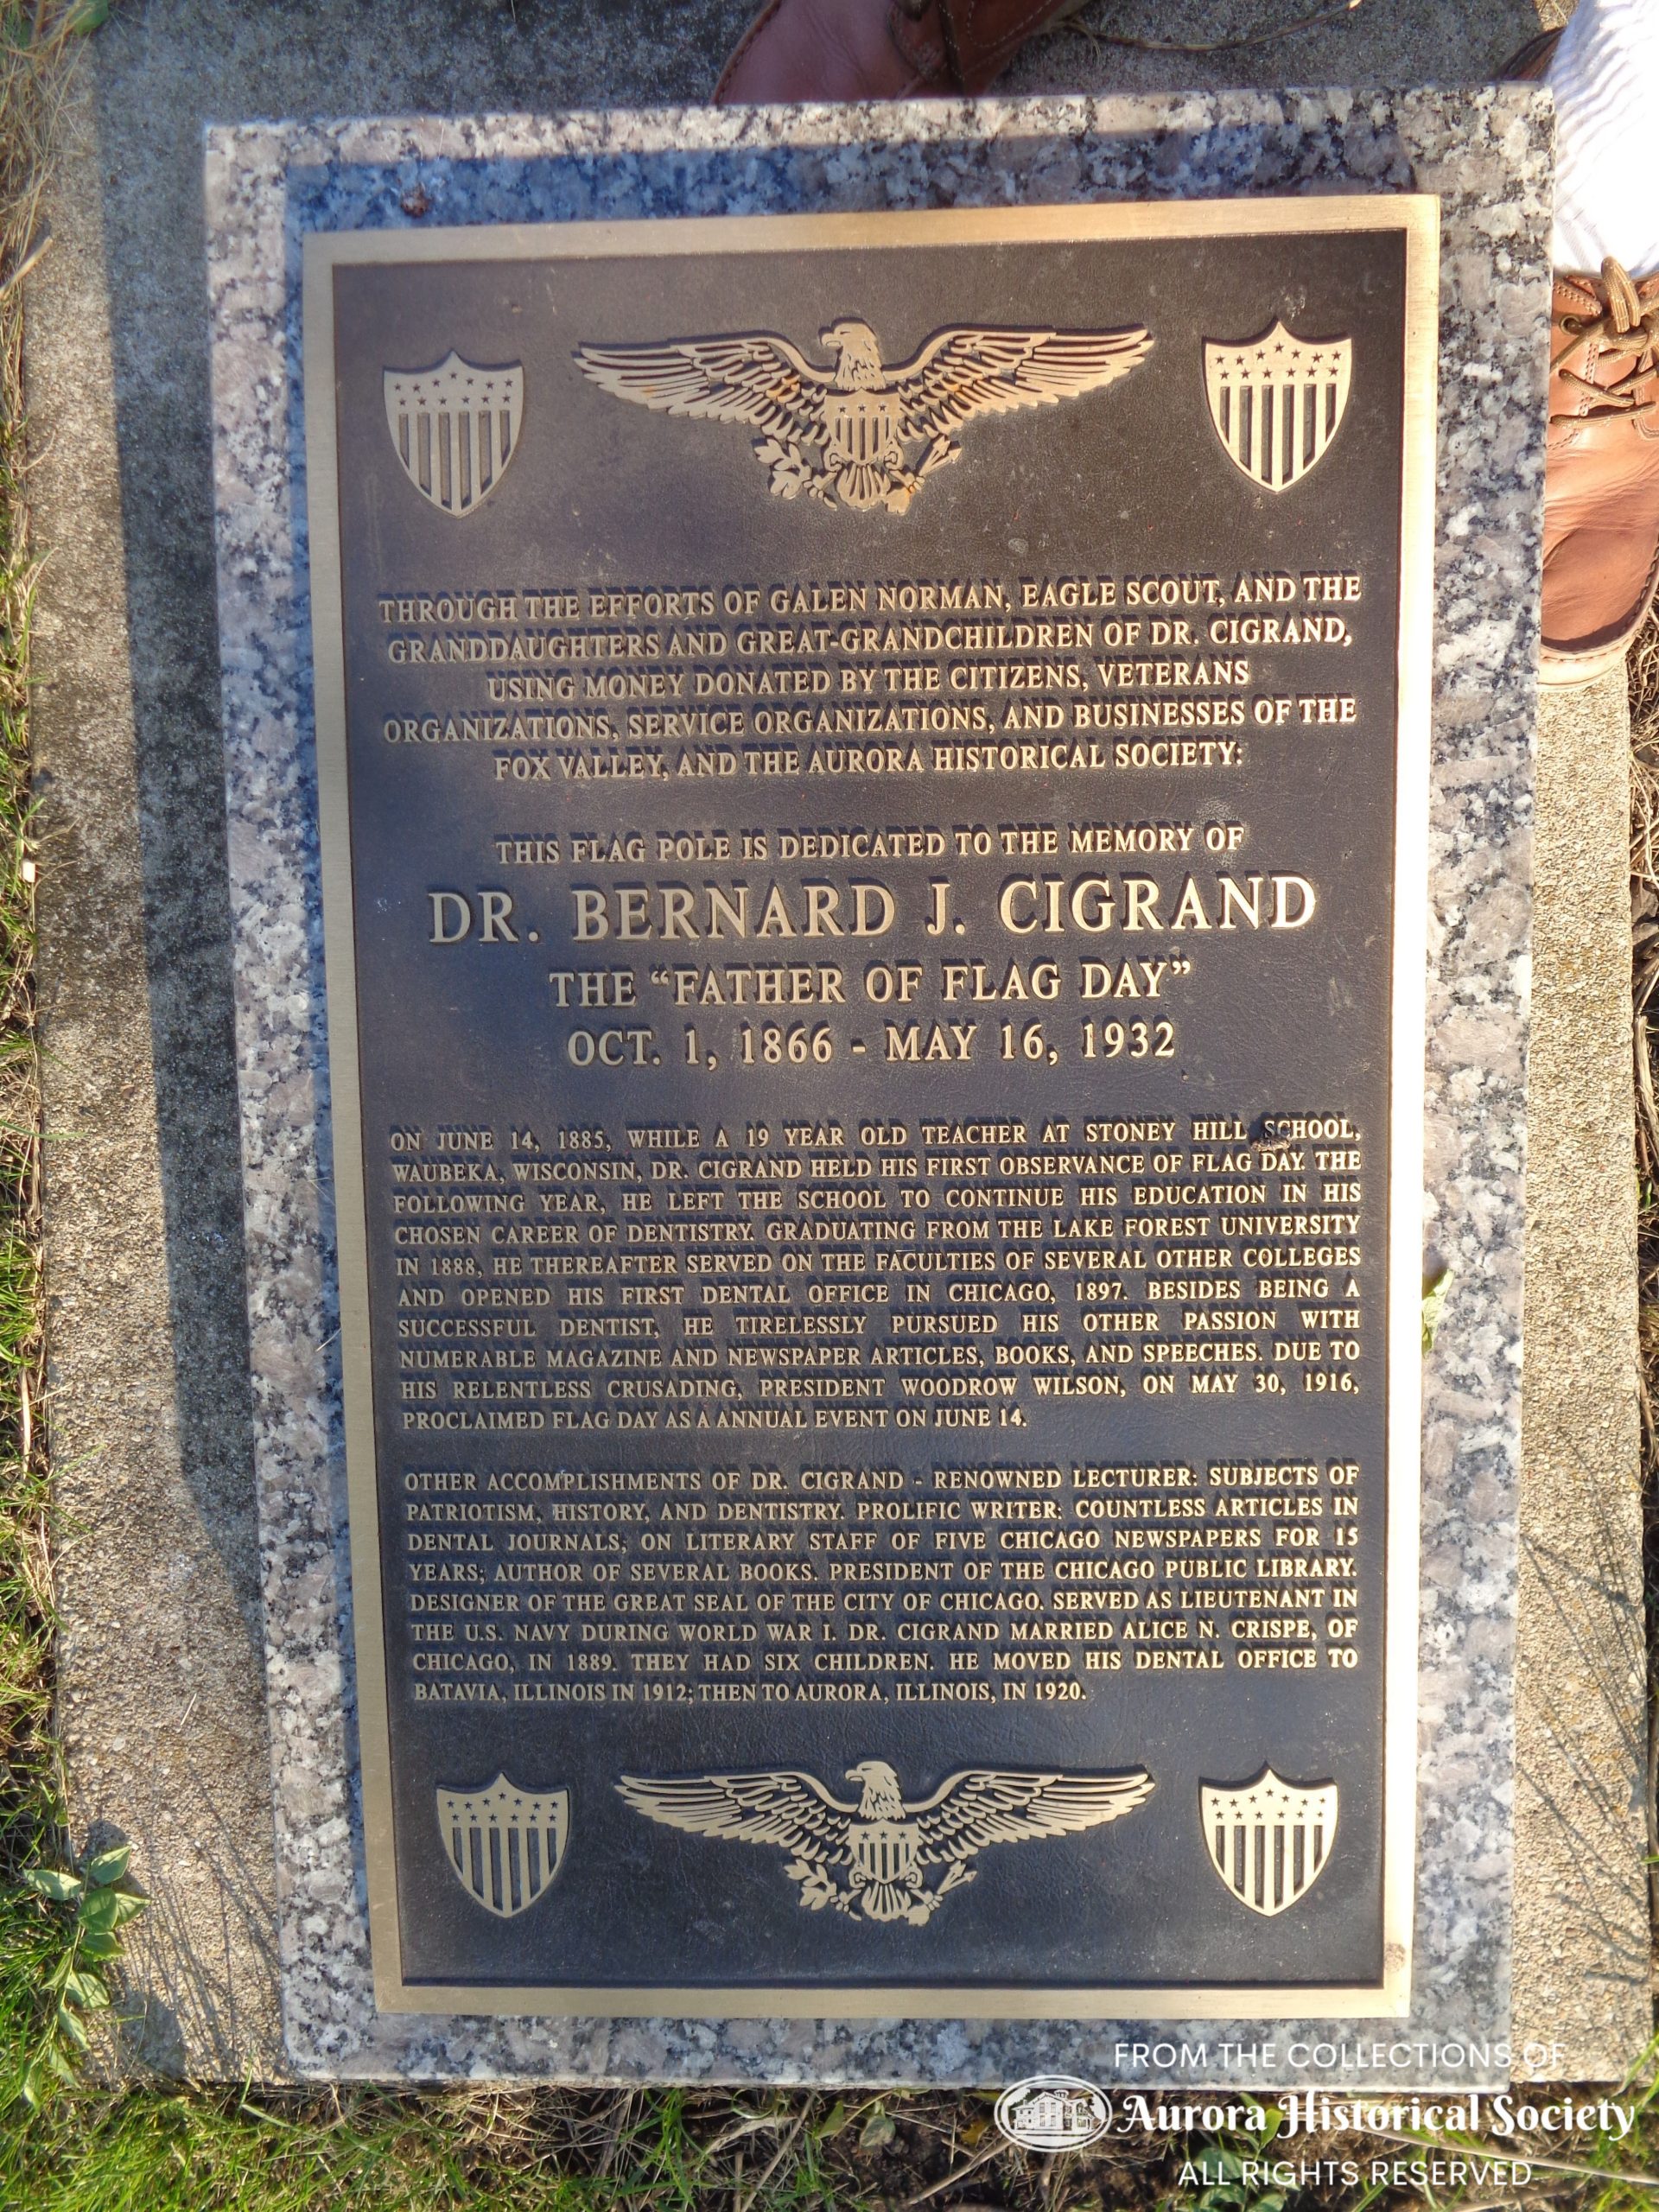 THROUGH THE EFFORTS OF GALEN NORMAN, EAGLE SCOUT, AND THE
GRANDDAUGHTERS AND GREAT-GRANDCHILDREN OF DR. CIGRAND,
USING MONEY DONATED BY THE CITIZENS, VETERANS
ORGANIZATIONS, SERVICE ORGANIZATIONS, AND BUSINESSES OF THE
FOX VALLEY, AND THE AURORA HISTORICAL SOCIETY:
THIS FLAG POLE IS DEDICATED TO THE MEMORY OF
DR. BERNARD J. CIGRAND
THE “FATHER OF FLAG DAY”
OCT. 1, 1866 - MAY 16, 1932
ON JUNE 14, 1885, WHILE A 19 YEAR OLD TEACHER AT STONEY HILL SCHOOL,
WAUBEKA, WISCONSIN, DR. CIGRAND HELD HIS FIRST OBSERVANCE OF FLAG DAY. THE
FOLLOWING YEAR, HE LEFT THE SCHOOL TO CONTINUE HIS EDUCATION IN HIS
CHOSEN CAREER OF DENTISTRY. GRADUATING FROM THE LAKE FOREST UNIVERSITY
IN 1888, HE THEREAFTER SERVED ON THE FACULTIES OF SEVERAL OTHER COLLEGES
AND OPENED HIS FIRST DENTAL OFFICE IN CHICAGO, 1897. BESIDES BEING A
SUCCESSFUL DENTIST, HE TIRELESSLY PURSUED HIS OTHER PASSION WITH
NUMERABLE MAGAZINE AND NEWSPAPER ARTICLES, BOOKS, AND SPEECHES. DUE TO
HIS RELENTLESS CRUSADING, PRESIDENT WOODROW WILSON, ON MAY 30, 1916,
PROCLAIMED FLAG DAY AS A ANNUAL EVENT ON JUNE 14.
OTHER ACCOMPLISHMENTS OF DR. CIGRAND - RENOWNED LECTURER: SUBJECTS OF
PATRIOTISM, HISTORY, AND DENTISTRY. PROLIFIC WRITER: COUNTLESS ARTICLES IN
DENTAL JOURNALS; ON LITERARY STAFF OF FIVE CHICAGO NEWSPAPERS FOR 15
YEARS; AUTHOR OF SEVERAL BOOKS. PRESIDENT OF THE CHICAGO PUBLIC LIBRARY.
DESIGNER OF THE GREAT SEAL OF THE CITY OF CHICAGO. SERVED AS LIEUTENANT IN
THE U.S. NAVY DURING WORLD WAR I. DR. CIGRAND MARRIED ALICE N. CRISPE, OF
CHICAGO, IN 1889. THEY HAD SIX CHILDREN. HE MOVED HIS DENTAL OFFICE TO
BATAVIA, ILLINOIS IN 1912; THEN TO AURORA, ILLINOIS, IN 1920.
FROM THE COLLECTIONS OF
Aurora Historical Society
ALL RIGHTS RESERVED